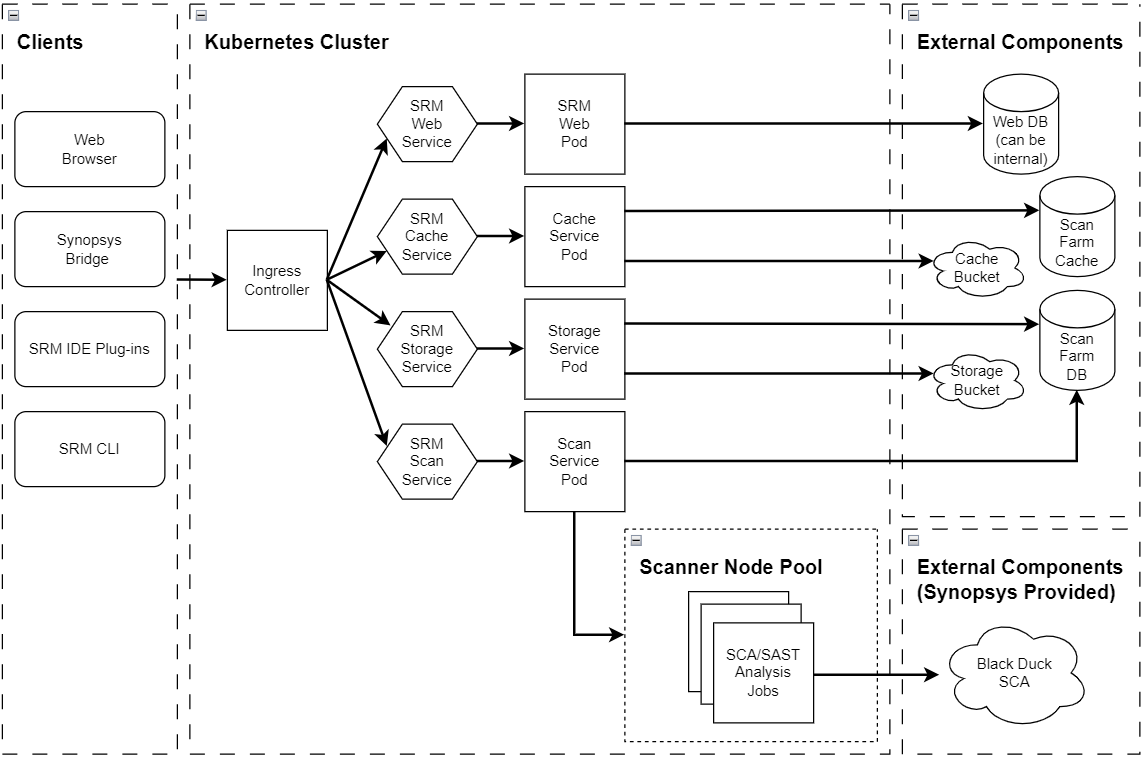 Clients
Web
Browser
Synopsys
Bridge
SRM IDE Plug-ins
SRM CLI
Kubernetes Cluster
Ingress
Controller
SRM
Web
Service
SRM
Web
Pod
SRM
Cache
Service
Cache
Service
Pod
SRM
Storage
Service
Storage
Service
Pod
SRM
Scan
Service
Scan
Service
Pod
Scanner Node Pool
SCA/SAST
Analysis
Jobs
External Components
Web DB
(can be
internal)
Scan
Farm
Cache
Cache
Bucket
Scan
Farm
DB
Storage
Bucket
External Components
(Synopsys Provided)
Black Duck
SCA